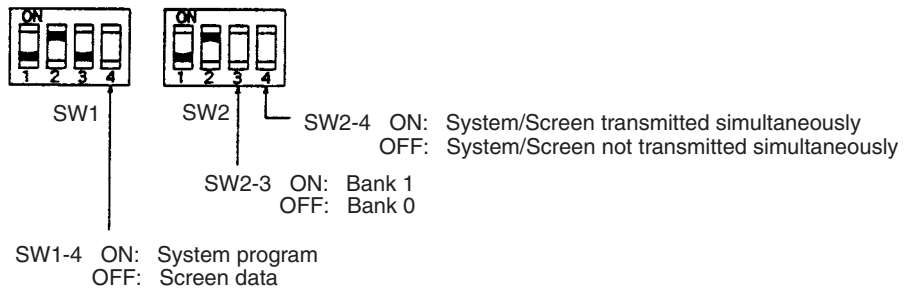 ON ON
1 2 3 4 1 2 3 4
SW1 SW2
SW2-4 ON: System/Screen transmitted simultaneously
OFF: System/Screen not transmitted simultaneously
SW2-3 ON: Bank 1
OFF: Bank 0
SW1-4 ON: System program
OFF: Screen data